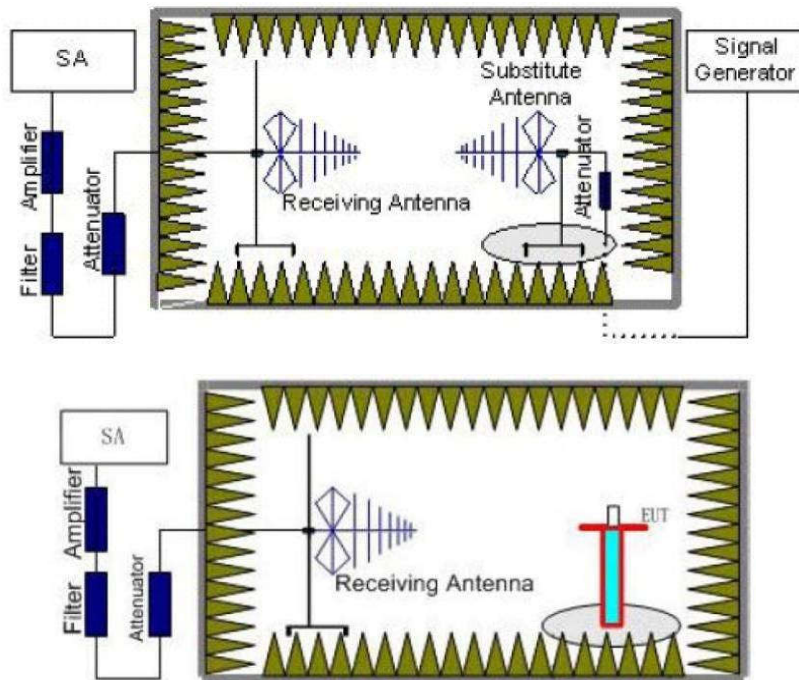 SA
Signal
Generator
Substitute
Antenna
Amplifier
Attenuator
Attenuator
Receiving Antenna
Filter
SA
EUT
Amplifier
Receiving Antenna
Filter
Attenuator